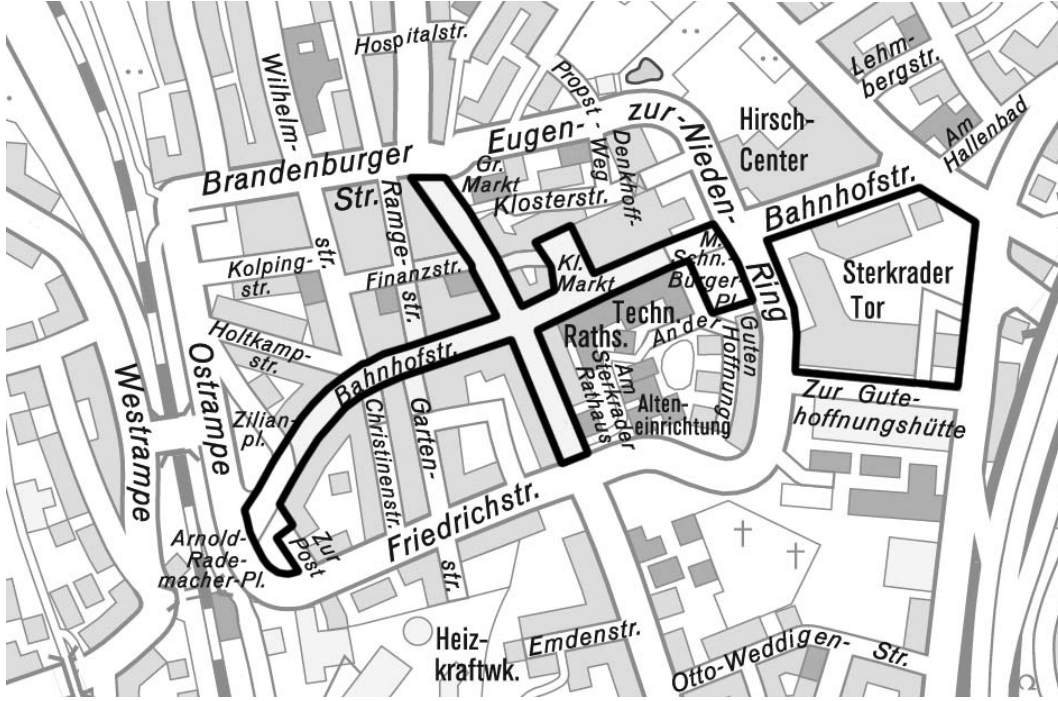 Hospitalstr.
Wilhelm-
str.
Propst-
Weg
Lehm-
bergstr.
Am
Hallenbad
Hirsch-
Center
Eugen-
zur-Nieden-
Ring
Brandenburger
Str.
Gr.
Markt
Klosterstr.
Denkhoff-
Ramge-
str.
Bahnhofstr.
Kolping-
str.
Finanzstr.
Kl.
Markt
M.
Schn.-
Bürger-
Pl.
Sterkrader
Tor
Techn.
Raths.
An der
Guten
Hoffnung
Holtkamp-
str.
Bahnhofstr.
Am
Sterkrader
Rathaus
Alten-
einrichtung
Zur Gute-
hoffnungshütte
Westrampe
Ostrampe
Zilian-
pl.
Christinenstr.
Garten-
str.
Friedrichstr.
Arnold-
Rade-
macher-Pl.
Zur
Post
Heiz-
kraftwk.
Emdenstr.
Otto-Weddigen-
Str.